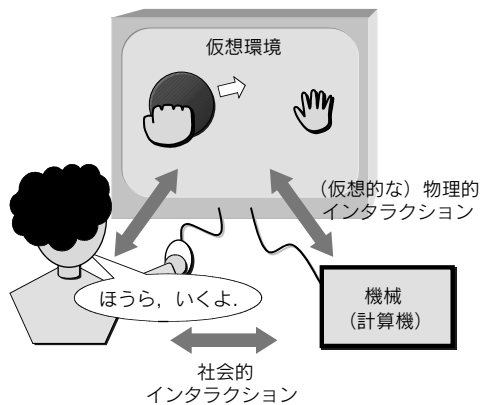 仮想環境
（仮想的な）物理的
インタラクション
ほうら，いくよ．
機械
（計算機）
社会的
インタラクション